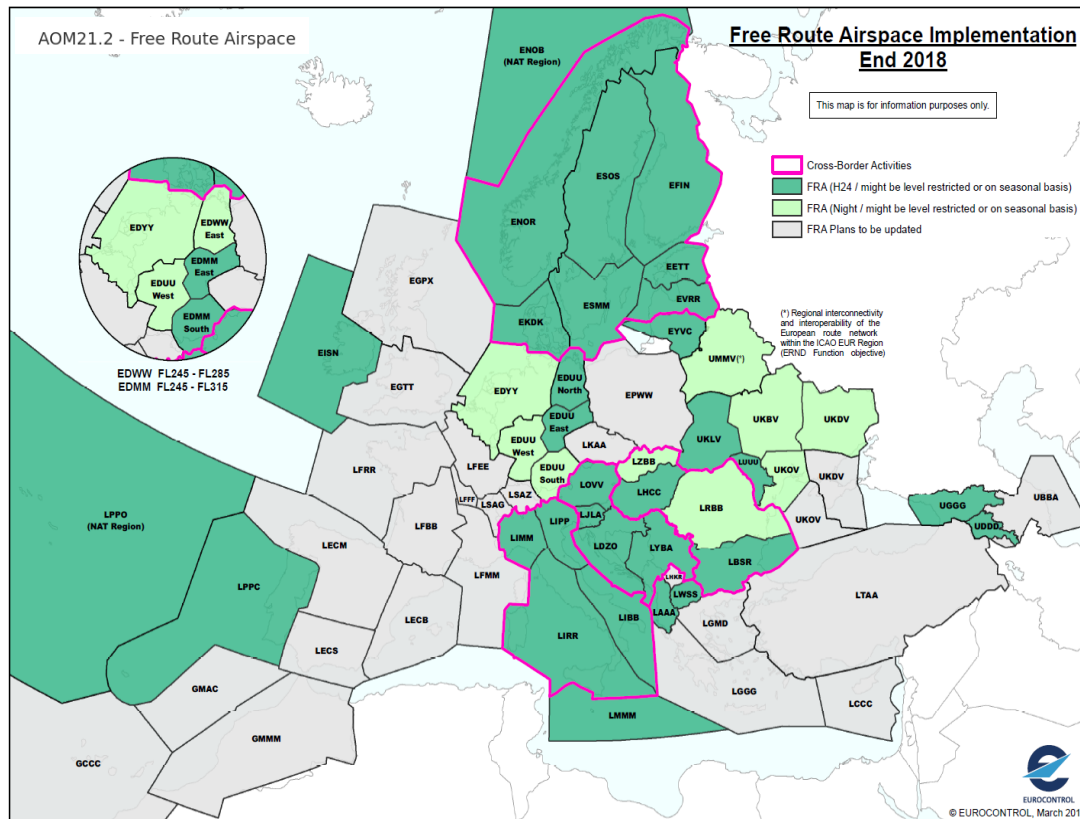 AOM21.2 - Free Route Airspace
Free Route Airspace Implementation
End 2018
This map is for information purposes only.
Cross-Border Activities
FRA (H24 / might be level restricted or on seasonal basis)
FRA (Night / might be level restricted or on seasonal basis)
FRA Plans to be updated
ENOB
(NAT Region)
ESOS
EFIN
ENOR
EDYY
EDWW
East
EDMM
East
EDUU
West
EDMM
South
EDWW FL245 - FL285
EDMM FL245 - FL315
EGPX
EETT
EVRR
ESMM
EKDK
EYVC
(*) Regional interconnectivity
and interoperability of the
European route network
within the ICAO EUR Region
(ERND Function objective)
EISN
UMMV(*)
EGTT
EDYY
EDUU
North
EPWW
EDUU
East
UKBV
UKDV
UKLV
EDUU
West
LKAA
LFRR
LFEE
EDUU
South
LZBB
LUUU
UKOV
UKDV
LPPO
(NAT Region)
LFFF
LSAZ
LSAG
LOVV
LHCC
LRBB
UKOV
UGGG
UBBA
UDDD
LFBB
LECM
LIMM
LIPP
LJLA
LDZO
LYBA
LBSR
LPPC
LFMM
LHKR
LWSS
LTAA
LECB
LAAA
LIBB
LGMD
LIRR
LECS
LGGG
GMAC
LCCC
LMMM
GMMM
GCCC
EUROCONTROL
© EUROCONTROL, March 201